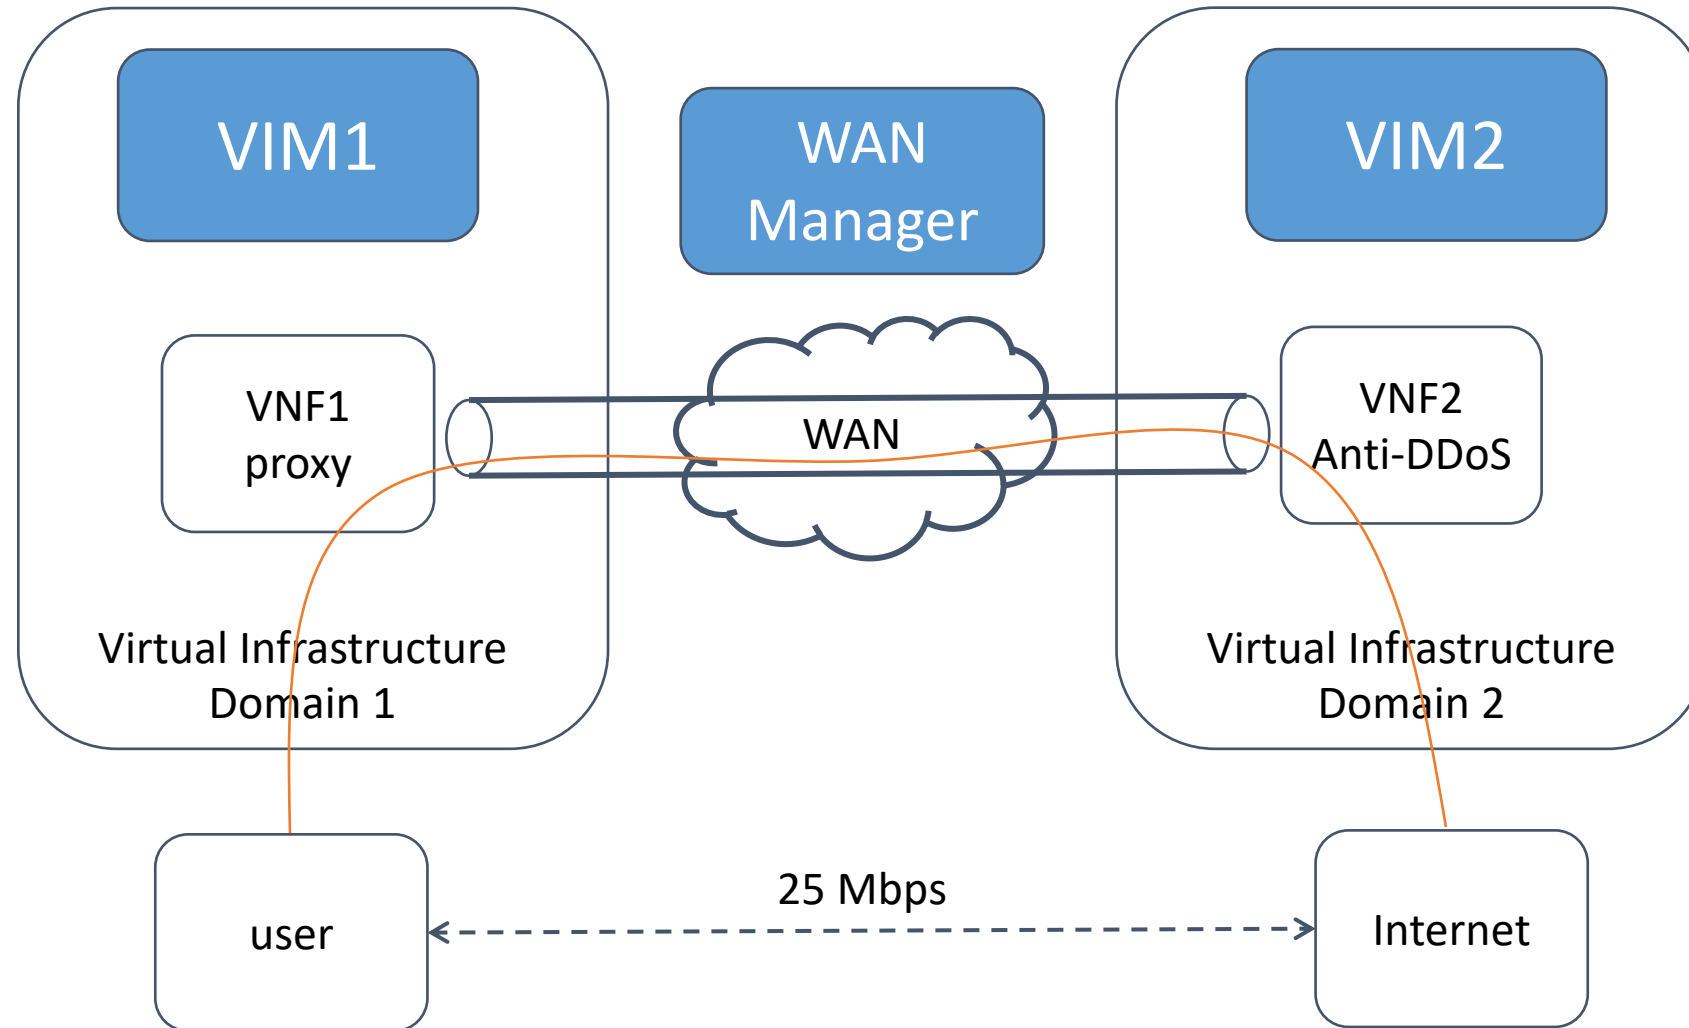 VIM1
WAN
Manager
VIM2
VNF1
proxy
WAN
VNF2
Anti-DDoS
Virtual Infrastructure
Domain 1
Virtual Infrastructure
Domain 2
25 Mbps
user
Internet